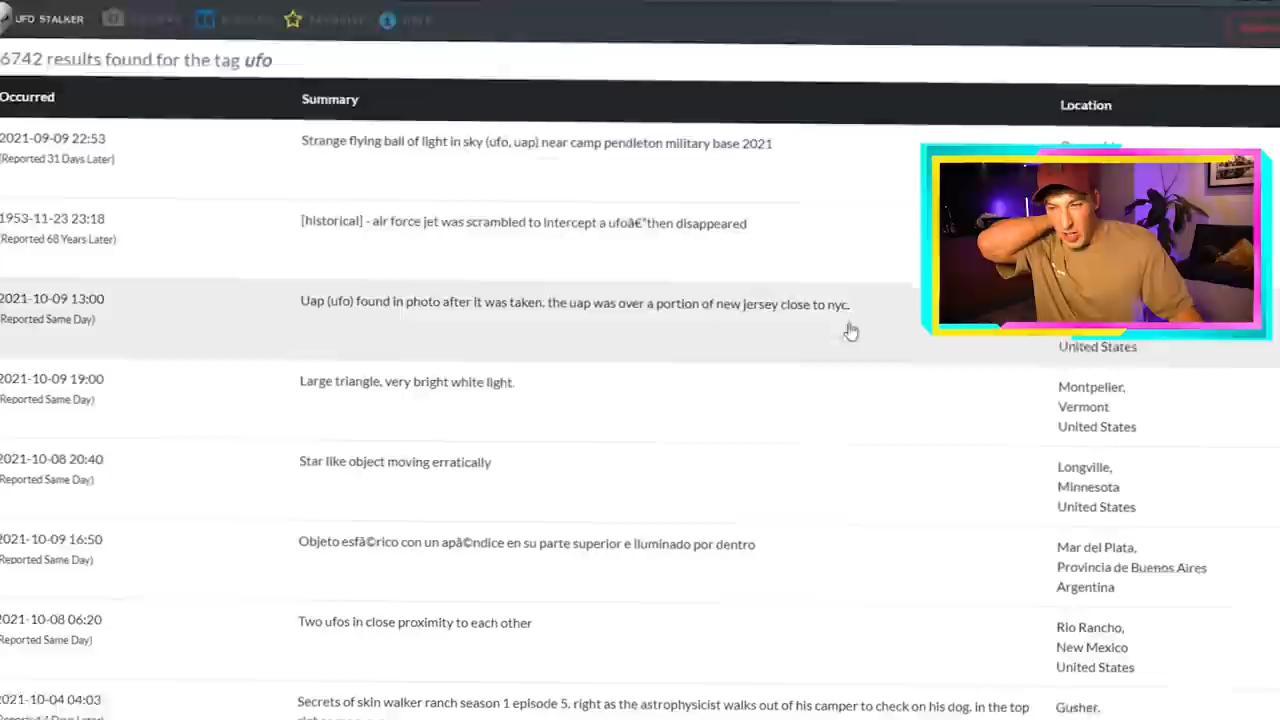 UFO STALKER
6742 results found for the tag ufo
Occurred Summary Location
2021-09-09 22:53 Strange flying ball of light in sky (ufo, uap) near camp pendleton military base 2021
(Reported 31 Days Later)
1953-11-23 23:18 [historical] - air force jet was scrambled to intercept a ufoâ€"then disappeared
(Reported 68 Years Later)
2021-10-09 13:00 Uap (ufo) found in photo after it was taken. the uap was over a portion of new jersey close to nyc.
(Reported Same Day)
United States
2021-10-09 19:00 Large triangle, very bright white light. Montpelier,
(Reported Same Day) Vermont
United States
2021-10-08 20:40 Star like object moving erratically Longville,
(Reported Same Day) Minnesota
United States
2021-10-09 16:50 Objeto esfã©rico con un apã©ndice en su parte superior e iluminado por dentro Mar del Plata,
(Reported Same Day) Provincia de Buenos Aires
Argentina
2021-10-08 06:20 Two ufos in close proximity to each other Rio Rancho,
(Reported Same Day) New Mexico
United States
2021-10-04 04:03 Secrets of skin walker ranch season 1 episode 5. right as the astrophysicist walks out of his camper to check on his dog. in the top Gusher,